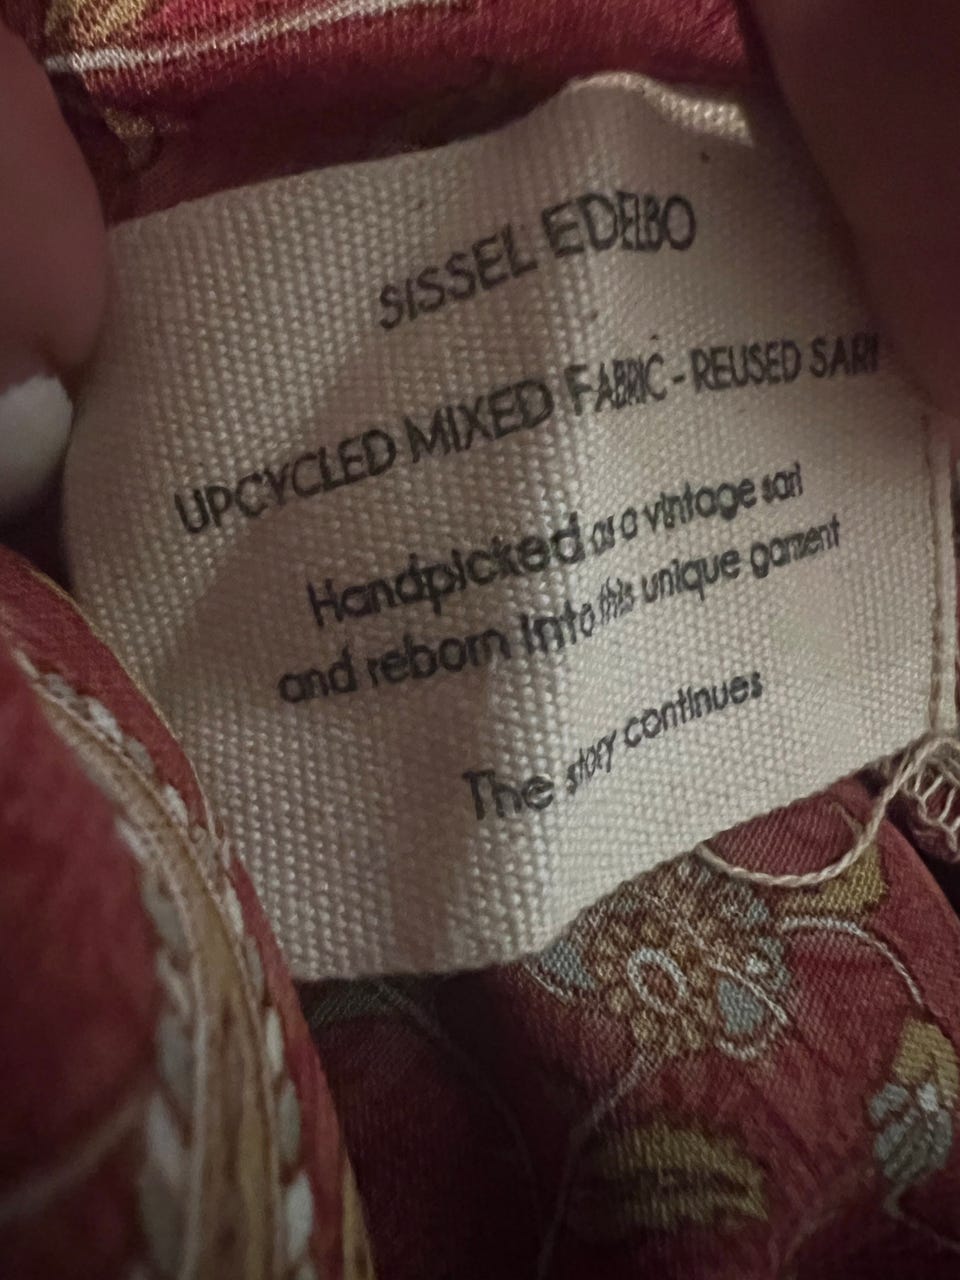 SISSEL EDELBO
UPCYCLED MIXED FABRIC - REUSED SARI
Handpicked as a vintage sari
and reborn into this unique garment
The story continues